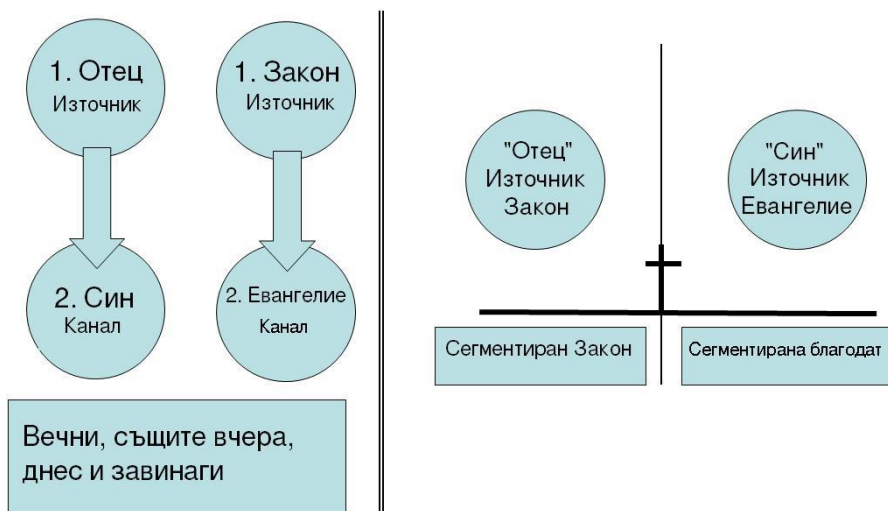 1. Отец
Източник
1. Закон
Източник
2. Син
Канал
2. Евангелие
Канал
Вечни, същите вчера,
днес и завинаги
"Отец"
Източник
Закон
"Син"
Източник
Евангелие
Сегментиран Закон
Сегментирана благодат